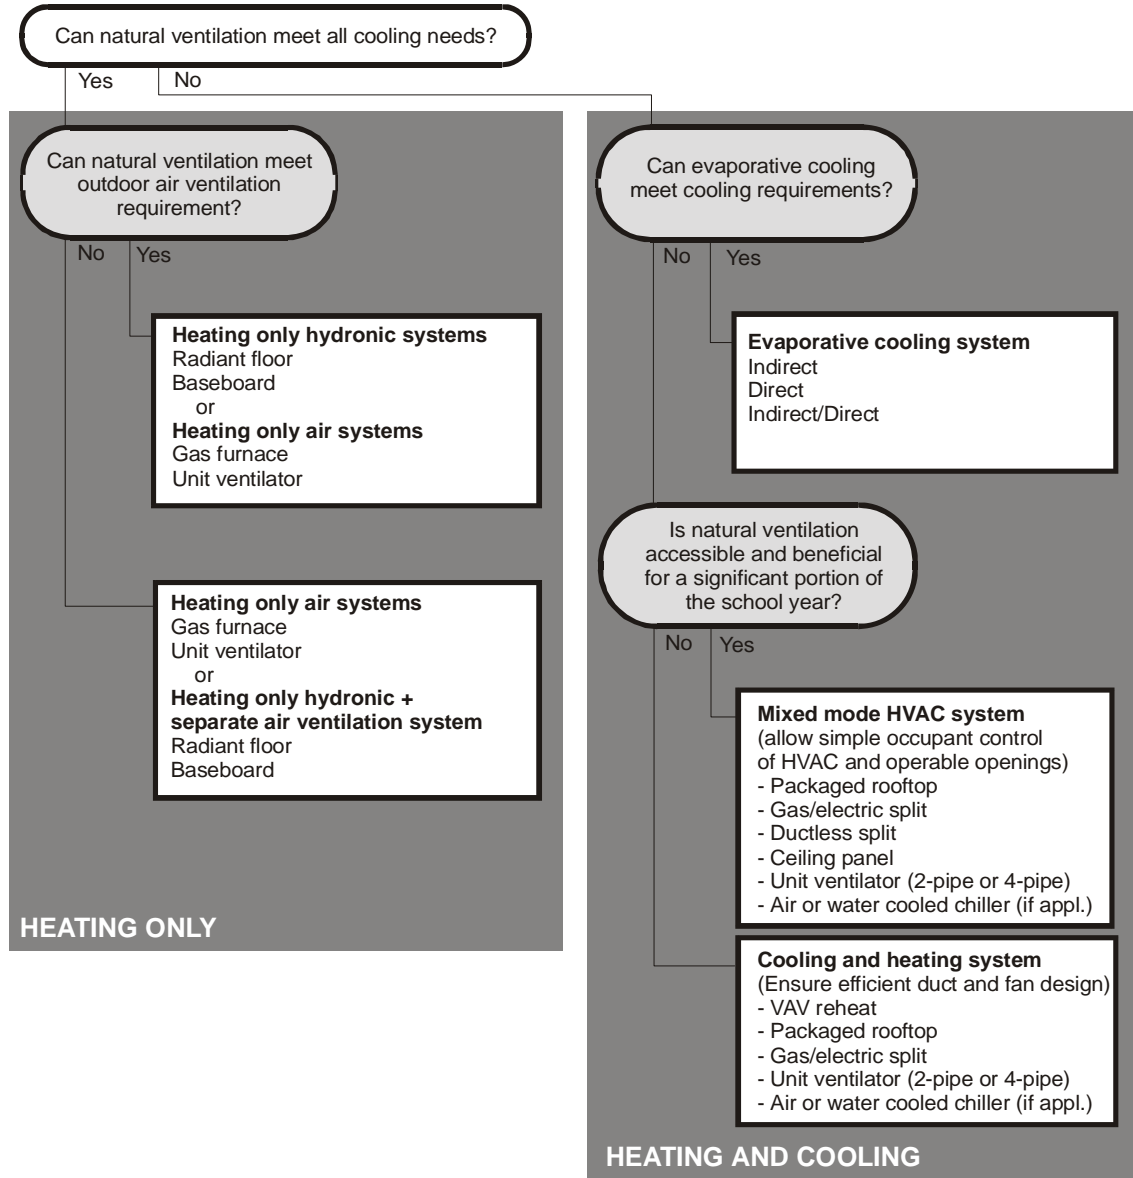 Can natural ventilation meet all cooling needs?
Yes
No
Can natural ventilation meet
outdoor air ventilation
requirement?
No
Yes
Heating only hydronic systems
Radiant floor
Baseboard
or
Heating only air systems
Gas furnace
Unit ventilator
Heating only air systems
Gas furnace
Unit ventilator
or
Heating only hydronic +
separate air ventilation system
Radiant floor
Baseboard
HEATING ONLY
Can evaporative cooling
meet cooling requirements?
No
Yes
Evaporative cooling system
Indirect
Direct
Indirect/Direct
Is natural ventilation
accessible and beneficial
for a significant portion of
the school year?
No
Yes
Mixed mode HVAC system
(allow simple occupant control
of HVAC and operable openings)
- Packaged rooftop
- Gas/electric split
- Ductless split
- Ceiling panel
- Unit ventilator (2-pipe or 4-pipe)
- Air or water cooled chiller (if appl.)
Cooling and heating system
(Ensure efficient duct and fan design)
- VAV reheat
- Packaged rooftop
- Gas/electric split
- Unit ventilator (2-pipe or 4-pipe)
- Air or water cooled chiller (if appl.)
HEATING AND COOLING